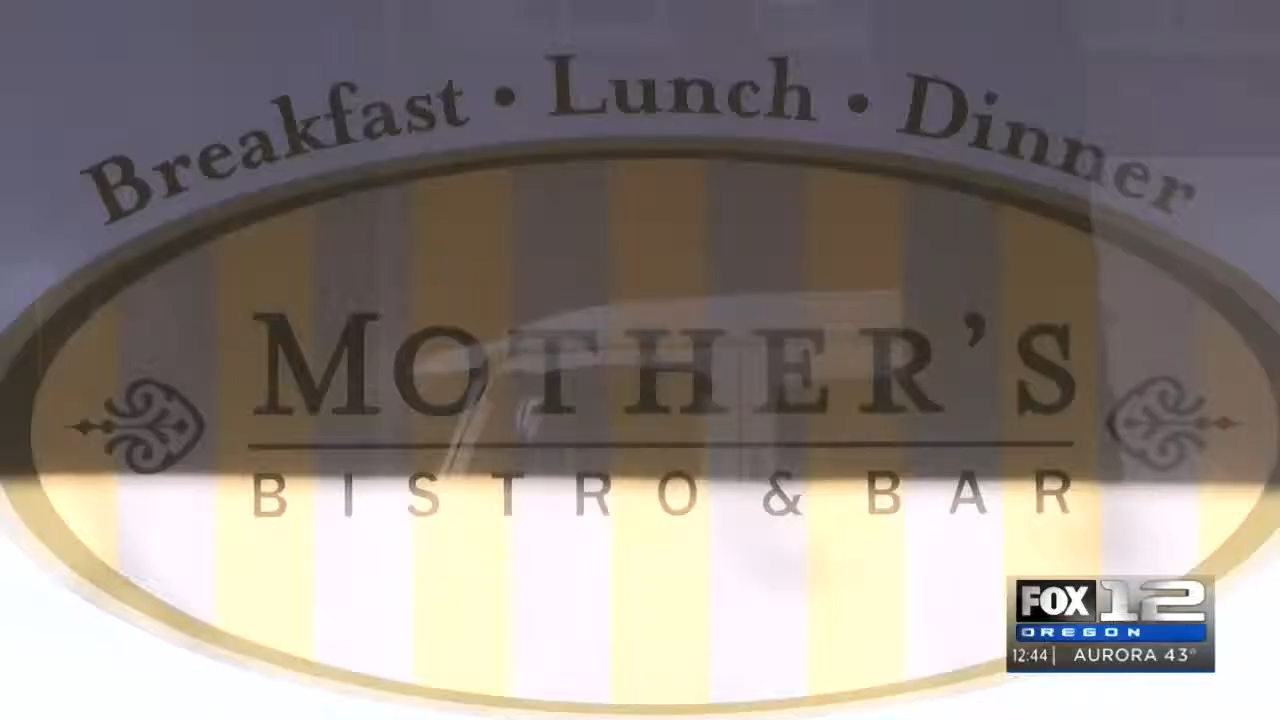 Breakfast • Lunch • Dinner
MOTHER'S
BISTRO & BAR
FOX 12
OREGON
12:44 | AURORA 43°